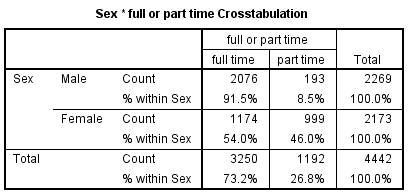 Sex * full or part time Crosstabulation
full or part time
full time part time Total
Sex Male Count 2076 193 2269
% within Sex 91.5% 8.5% 100.0%
Female Count 1174 999 2173
% within Sex 54.0% 46.0% 100.0%
Total Count 3250 1192 4442
% within Sex 73.2% 26.8% 100.0%